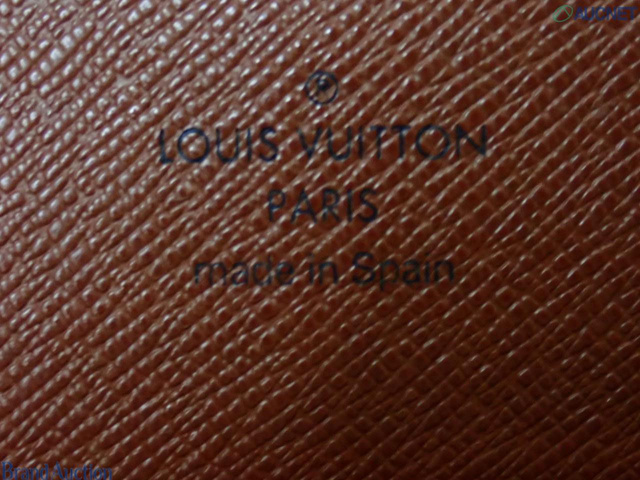 ®
LOUIS VUITTON
PARIS
made in Spain
Brand Auction